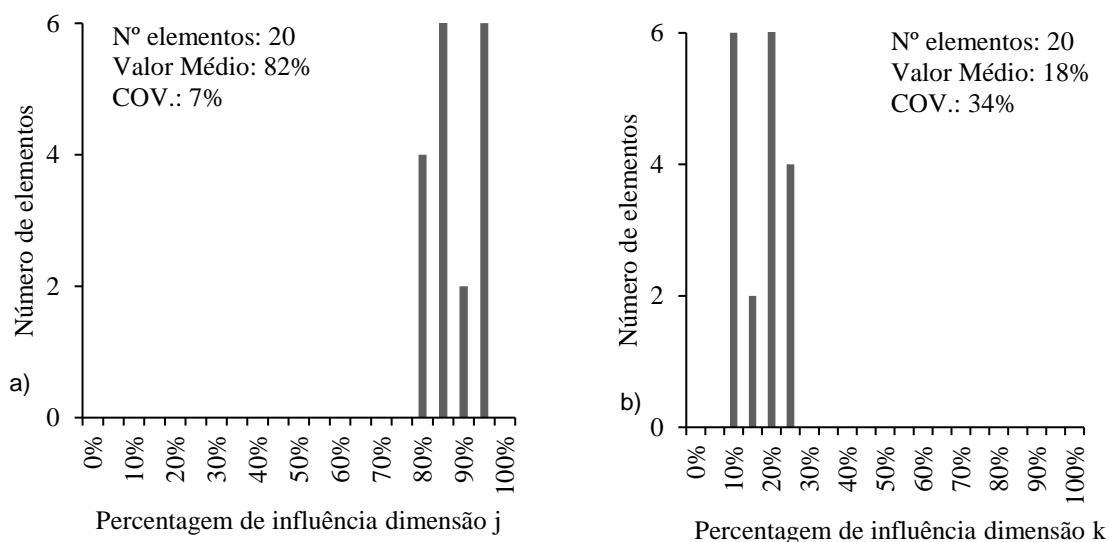 Nº elementos: 20
Valor Médio: 82%
COV.: 7%
Número de elementos
6
4
2
0
a)
0%
10%
20%
30%
40%
50%
60%
70%
80%
90%
100%
Percentagem de influência dimensão j
Nº elementos: 20
Valor Médio: 18%
COV.: 34%
Número de elementos
6
4
2
0
b)
0%
10%
20%
30%
40%
50%
60%
70%
80%
90%
100%
Percentagem de influência dimensão k